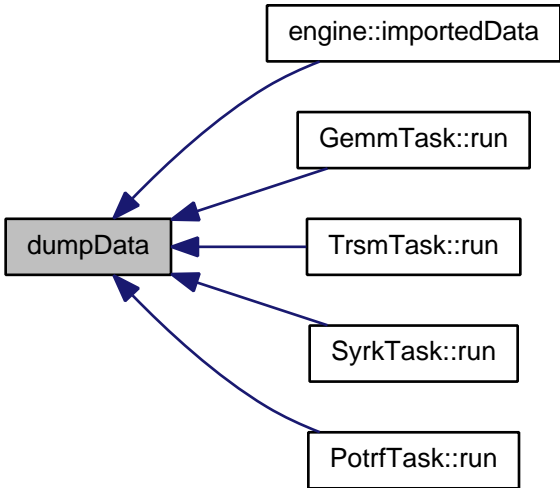 engine::importedData
GemmTask::run
dumpData
TrsmTask::run
SyrkTask::run
PotrfTask::run